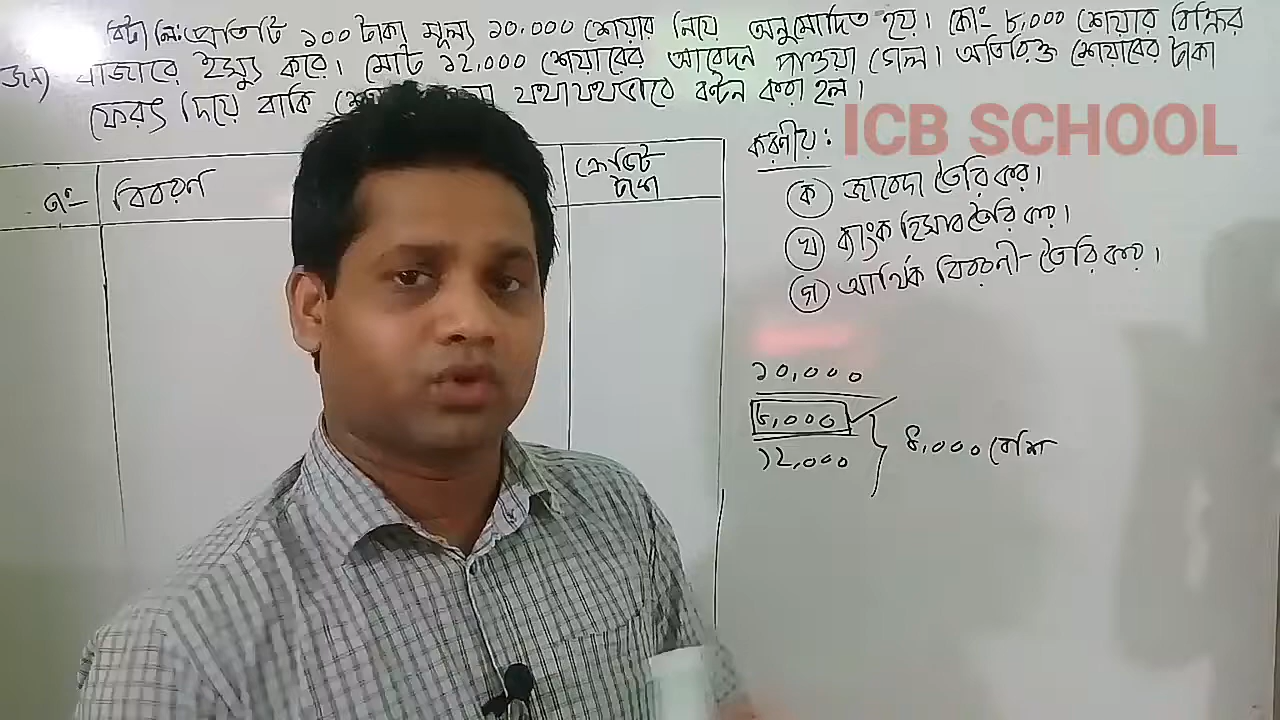 বিটা লিঃ প্রতিটি ১০০ টাকা মূল্য ১০,০০০ শেয়ার নিয়ে অনুমোদিত হয়। কোং ৮,০০০ শেয়ার বিক্রির
জন্য বাজারে ইস্যু করে। মোট ১২,০০০ শেয়ারের আবেদন পাওয়া গেল। অতিরিক্ত শেয়ারের টাকা
ফেরৎ দিয়ে বাকি যথাযথভাবে বণ্টন করা হল।
ICB SCHOOL
করণীয়:
নং বিবরণ ক্রেডিট টাকা
ক জাবেদা তৈরি কর।
খ ব্যাংক হিসাব তৈরি কর।
গ আর্থিক বিবরণী তৈরি কর।
১০,০০০
৮,০০০
১২,০০০
৪,০০০ বেশি